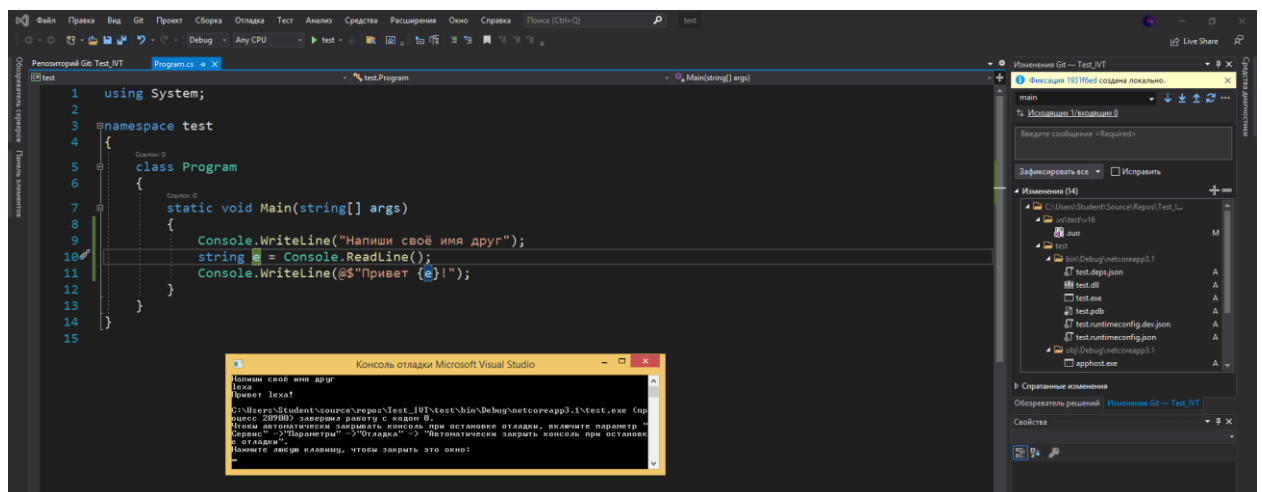 Файл Правка Вид Git Проект Сборка Отладка Тест Анализ Средства Расширения Окно Справка Поиск (Ctrl+Q) test
Debug Any CPU test Live Share
Обозреватель серверов
Панель элементов
Репозиторий Git: Test_IVT Program.cs
test test.Program Main(string[] args)
1 using System;
2
3 namespace test
4 {
Ссылок: 0
5 class Program
6 {
Ссылок: 0
7 static void Main(string[] args)
8 {
9 Console.WriteLine("Напиши своё имя друг");
10 string e = Console.ReadLine();
11 Console.WriteLine(@$"Привет {e}!");
12 }
13 }
14 }
15
Консоль отладки Microsoft Visual Studio
Напиши своё имя друг
lexa
Привет lexa!
C:\Users\Student\source\repos\Test_IVT\test\bin\Debug\netcoreapp3.1\test.exe (пр
оцесс 20900) завершил работу с кодом 0.
Чтобы автоматически закрывать консоль при остановке отладки, включите параметр "
Сервис" ->"Параметры" ->"Отладка" -> "Автоматически закрыть консоль при остановк
е отладки".
Нажмите любую клавишу, чтобы закрыть это окно:
Изменения Git — Test_IVT
Фиксация 1931f6ed создана локально.
main
Исходящих 1/входящих 0
Введите сообщение <Required>
Зафиксировать все Исправить
Изменения (14)
C:\Users\Student\Source\Repos\Test_I...
.vs\test\v16
.suo M
test
bin\Debug\netcoreapp3.1
test.deps.json A
test.dll A
test.exe A
test.pdb A
test.runtimeconfig.dev.json A
test.runtimeconfig.json A
obj\Debug\netcoreapp3.1
apphost.exe A
Спрятанные изменения
Обозреватель решений Изменения Git — Test_IVT
Свойства
Средства диагностики